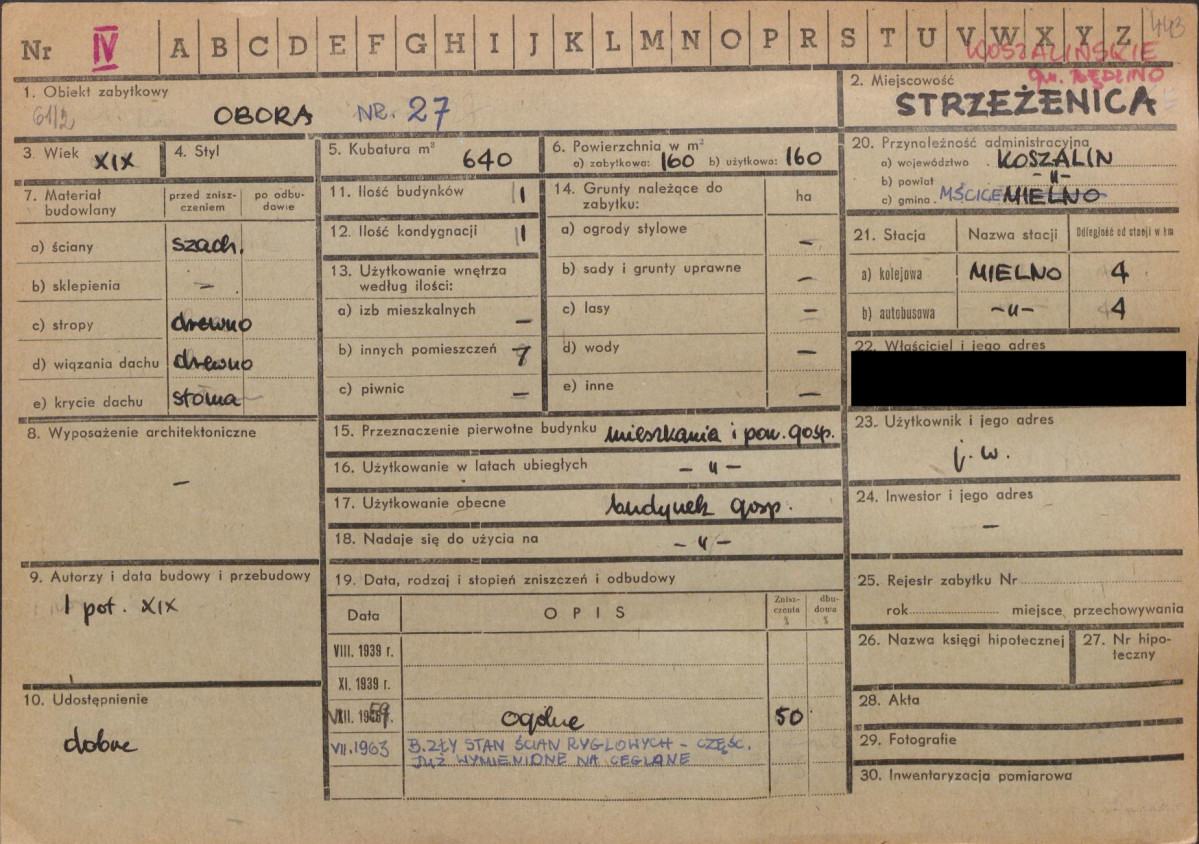 Nr IV A B C D E F G H I J K L M N O P R S T U V W X Y Z 443
KOSZALIŃSKIE
gm. BĘDZINO
1. Obiekt zabytkowy
61/2 OBORA NR. 27
2. Miejscowość
STRZEŻENICA
3. Wiek XIX
4. Styl
5. Kubatura m³ 640
6. Powierzchnia w m²
a) zabytkowa: 160 b) użytkowa: 160
7. Materiał budowlany
przed zniszczeniem
po odbudowie
a) ściany szach.
b) sklepienia –
c) stropy drewno
d) wiązania dachu drewno
e) krycie dachu słoma
8. Wyposażenie architektoniczne
–
9. Autorzy i data budowy i przebudowy
I poł. XIX
10. Udostępnienie
dobre
11. Ilość budynków 1
12. Ilość kondygnacji 1
13. Użytkowanie wnętrza
według ilości:
a) izb mieszkalnych –
b) innych pomieszczeń 7
c) piwnic –
14. Grunty należące do
zabytku: ha
a) ogrody stylowe –
b) sady i grunty uprawne –
c) lasy –
d) wody –
e) inne –
15. Przeznaczenie pierwotne budynku mieszkania i pom. gosp.
16. Użytkowanie w latach ubiegłych –„–
17. Użytkowanie obecne budynek gosp.
18. Nadaje się do użycia na –„–
19. Data, rodzaj i stopień zniszczeń i odbudowy
Data OPIS Zniszczenia % dbudowa %
VIII. 1939 r.
XI. 1939 r.
XII. 1959 r. ogólne 50
VII. 1963 B. ZŁY STAN ŚCIAN RYGLOWYCH – CZĘŚC.
JUŻ WYMIENIONE NA CEGLANE
20. Przynależność administracyjna
a) województwo KOSZALIN
b) powiat –„–
c) gmina MŚCICE MIELNO
21. Stacja Nazwa stacji Odległość od stacji w km
a) kolejowa MIELNO 4
b) autobusowa –„– 4
22. Właściciel i jego adres
23. Użytkownik i jego adres
j. w.
24. Inwestor i jego adres
–
25. Rejestr zabytku Nr
rok miejsce przechowywania
26. Nazwa księgi hipotecznej
27. Nr hipoteczny
28. Akta
29. Fotografie
30. Inwentaryzacja pomiarowa